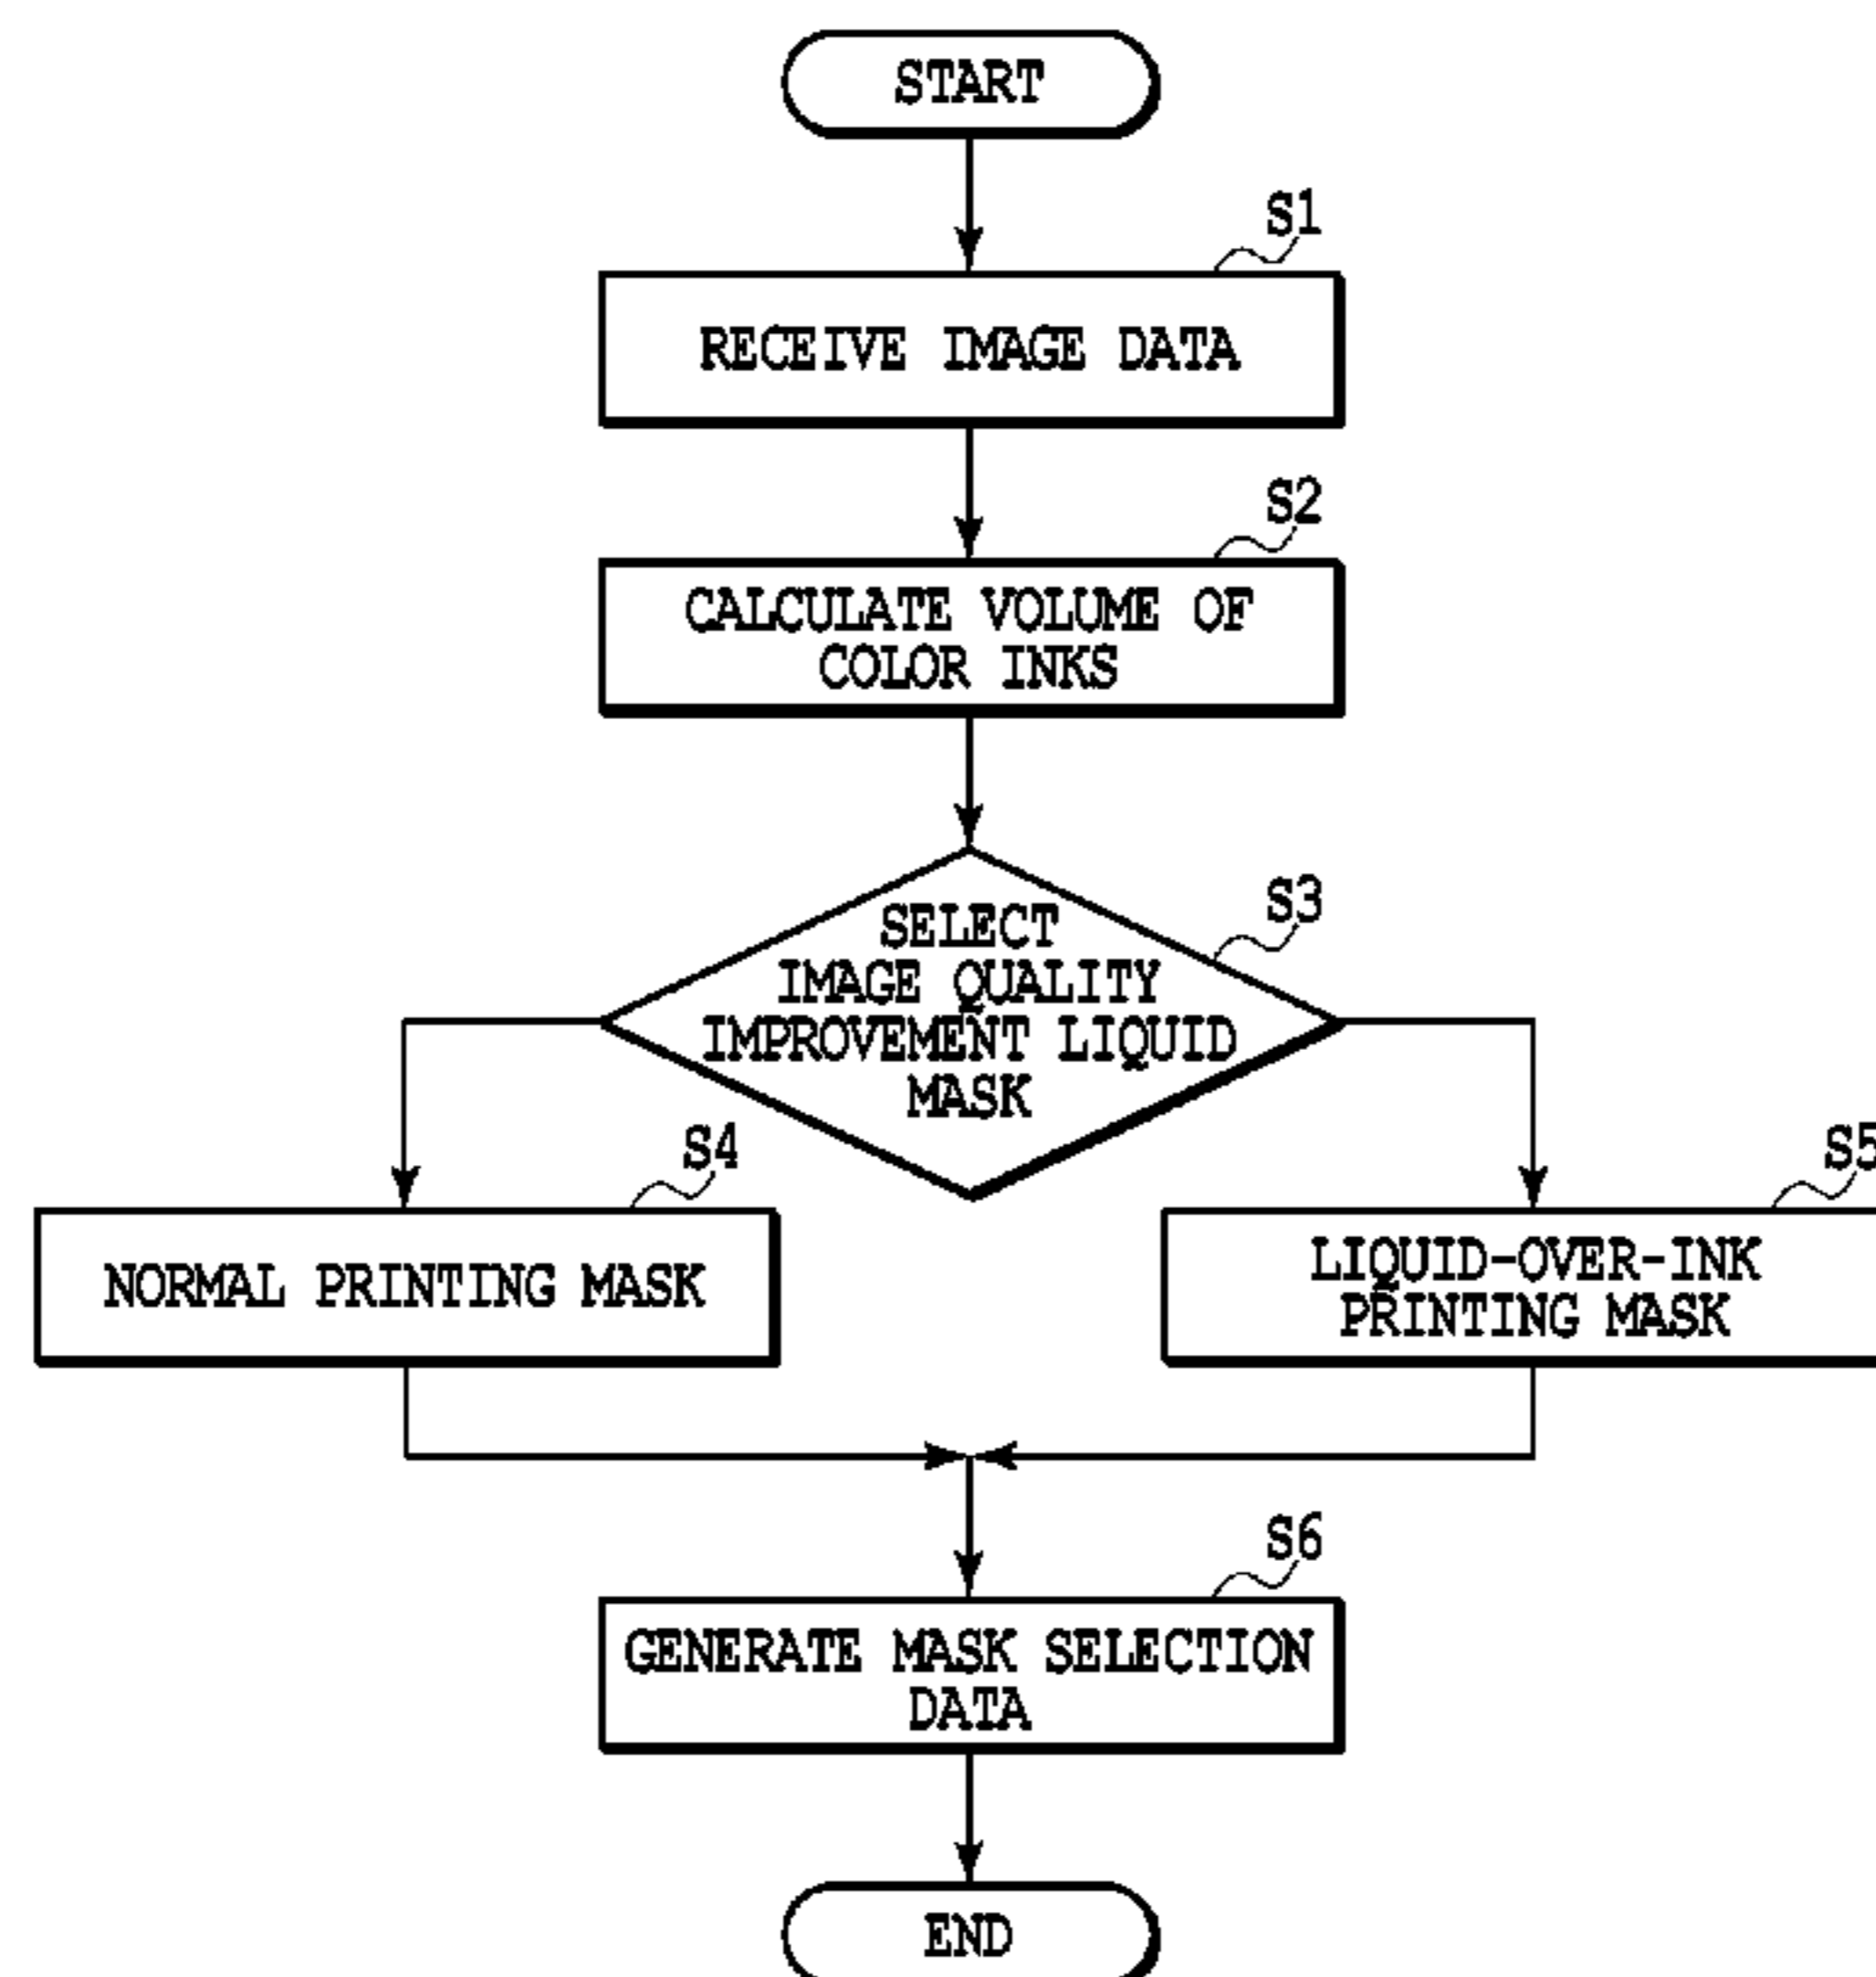 START
S1
RECEIVE IMAGE DATA
S2
CALCULATE VOLUME OF
COLOR INKS
S3
SELECT
IMAGE QUALITY
IMPROVEMENT LIQUID
MASK
S4
NORMAL PRINTING MASK
S5
LIQUID-OVER-INK
PRINTING MASK
S6
GENERATE MASK SELECTION
DATA
END